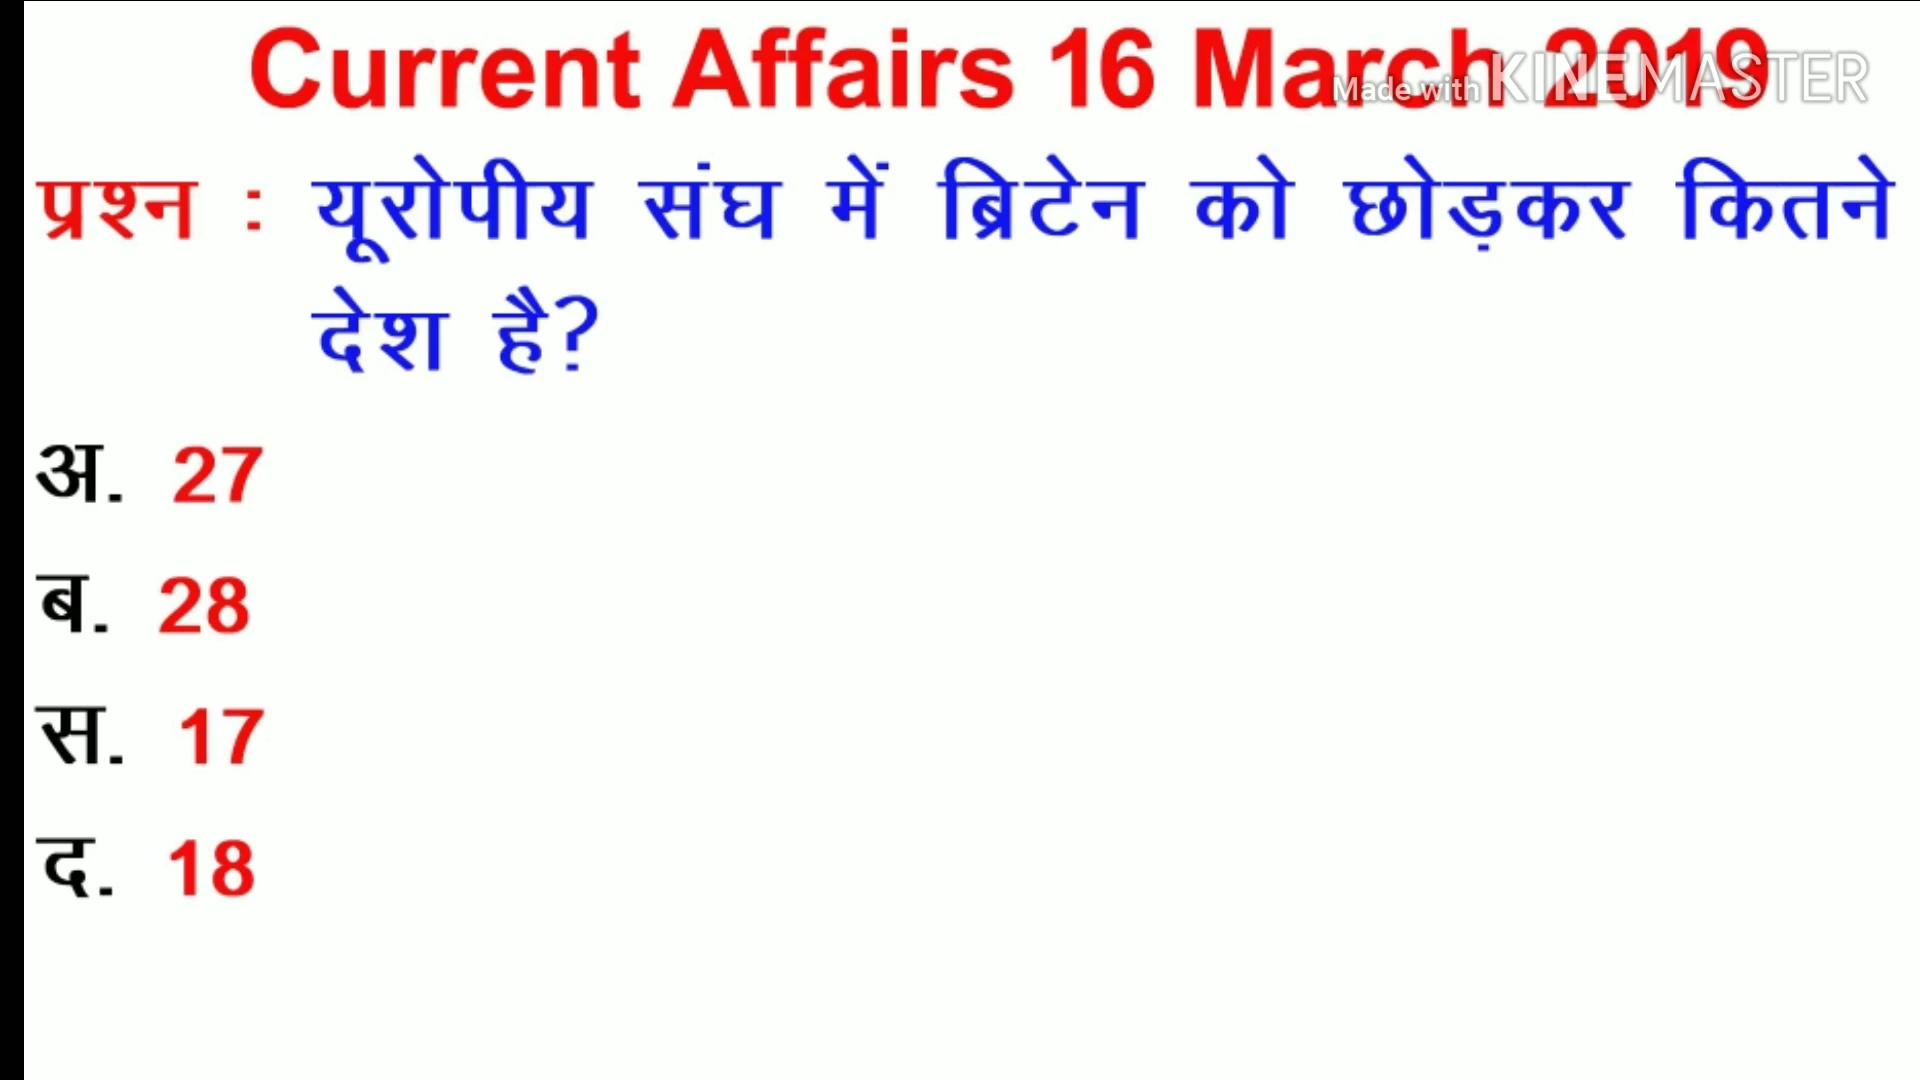 Current Affairs 16 March 2019
Made with KINEMASTER
प्रश्न : यूरोपीय संघ में ब्रिटेन को छोड़कर कितने
देश है?
अ. 27
ब. 28
स. 17
द. 18